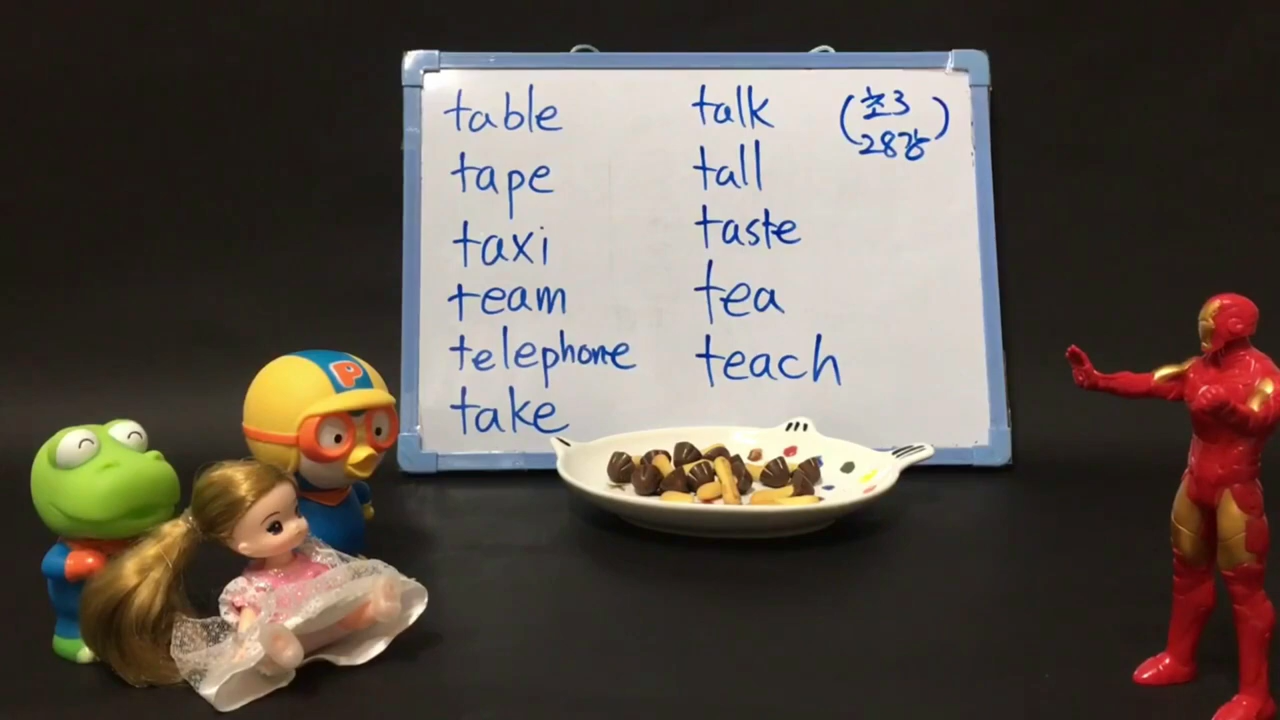 table
tape
taxi
team
telephone
take
talk
tall
taste
tea
teach
(초3
28강)
P